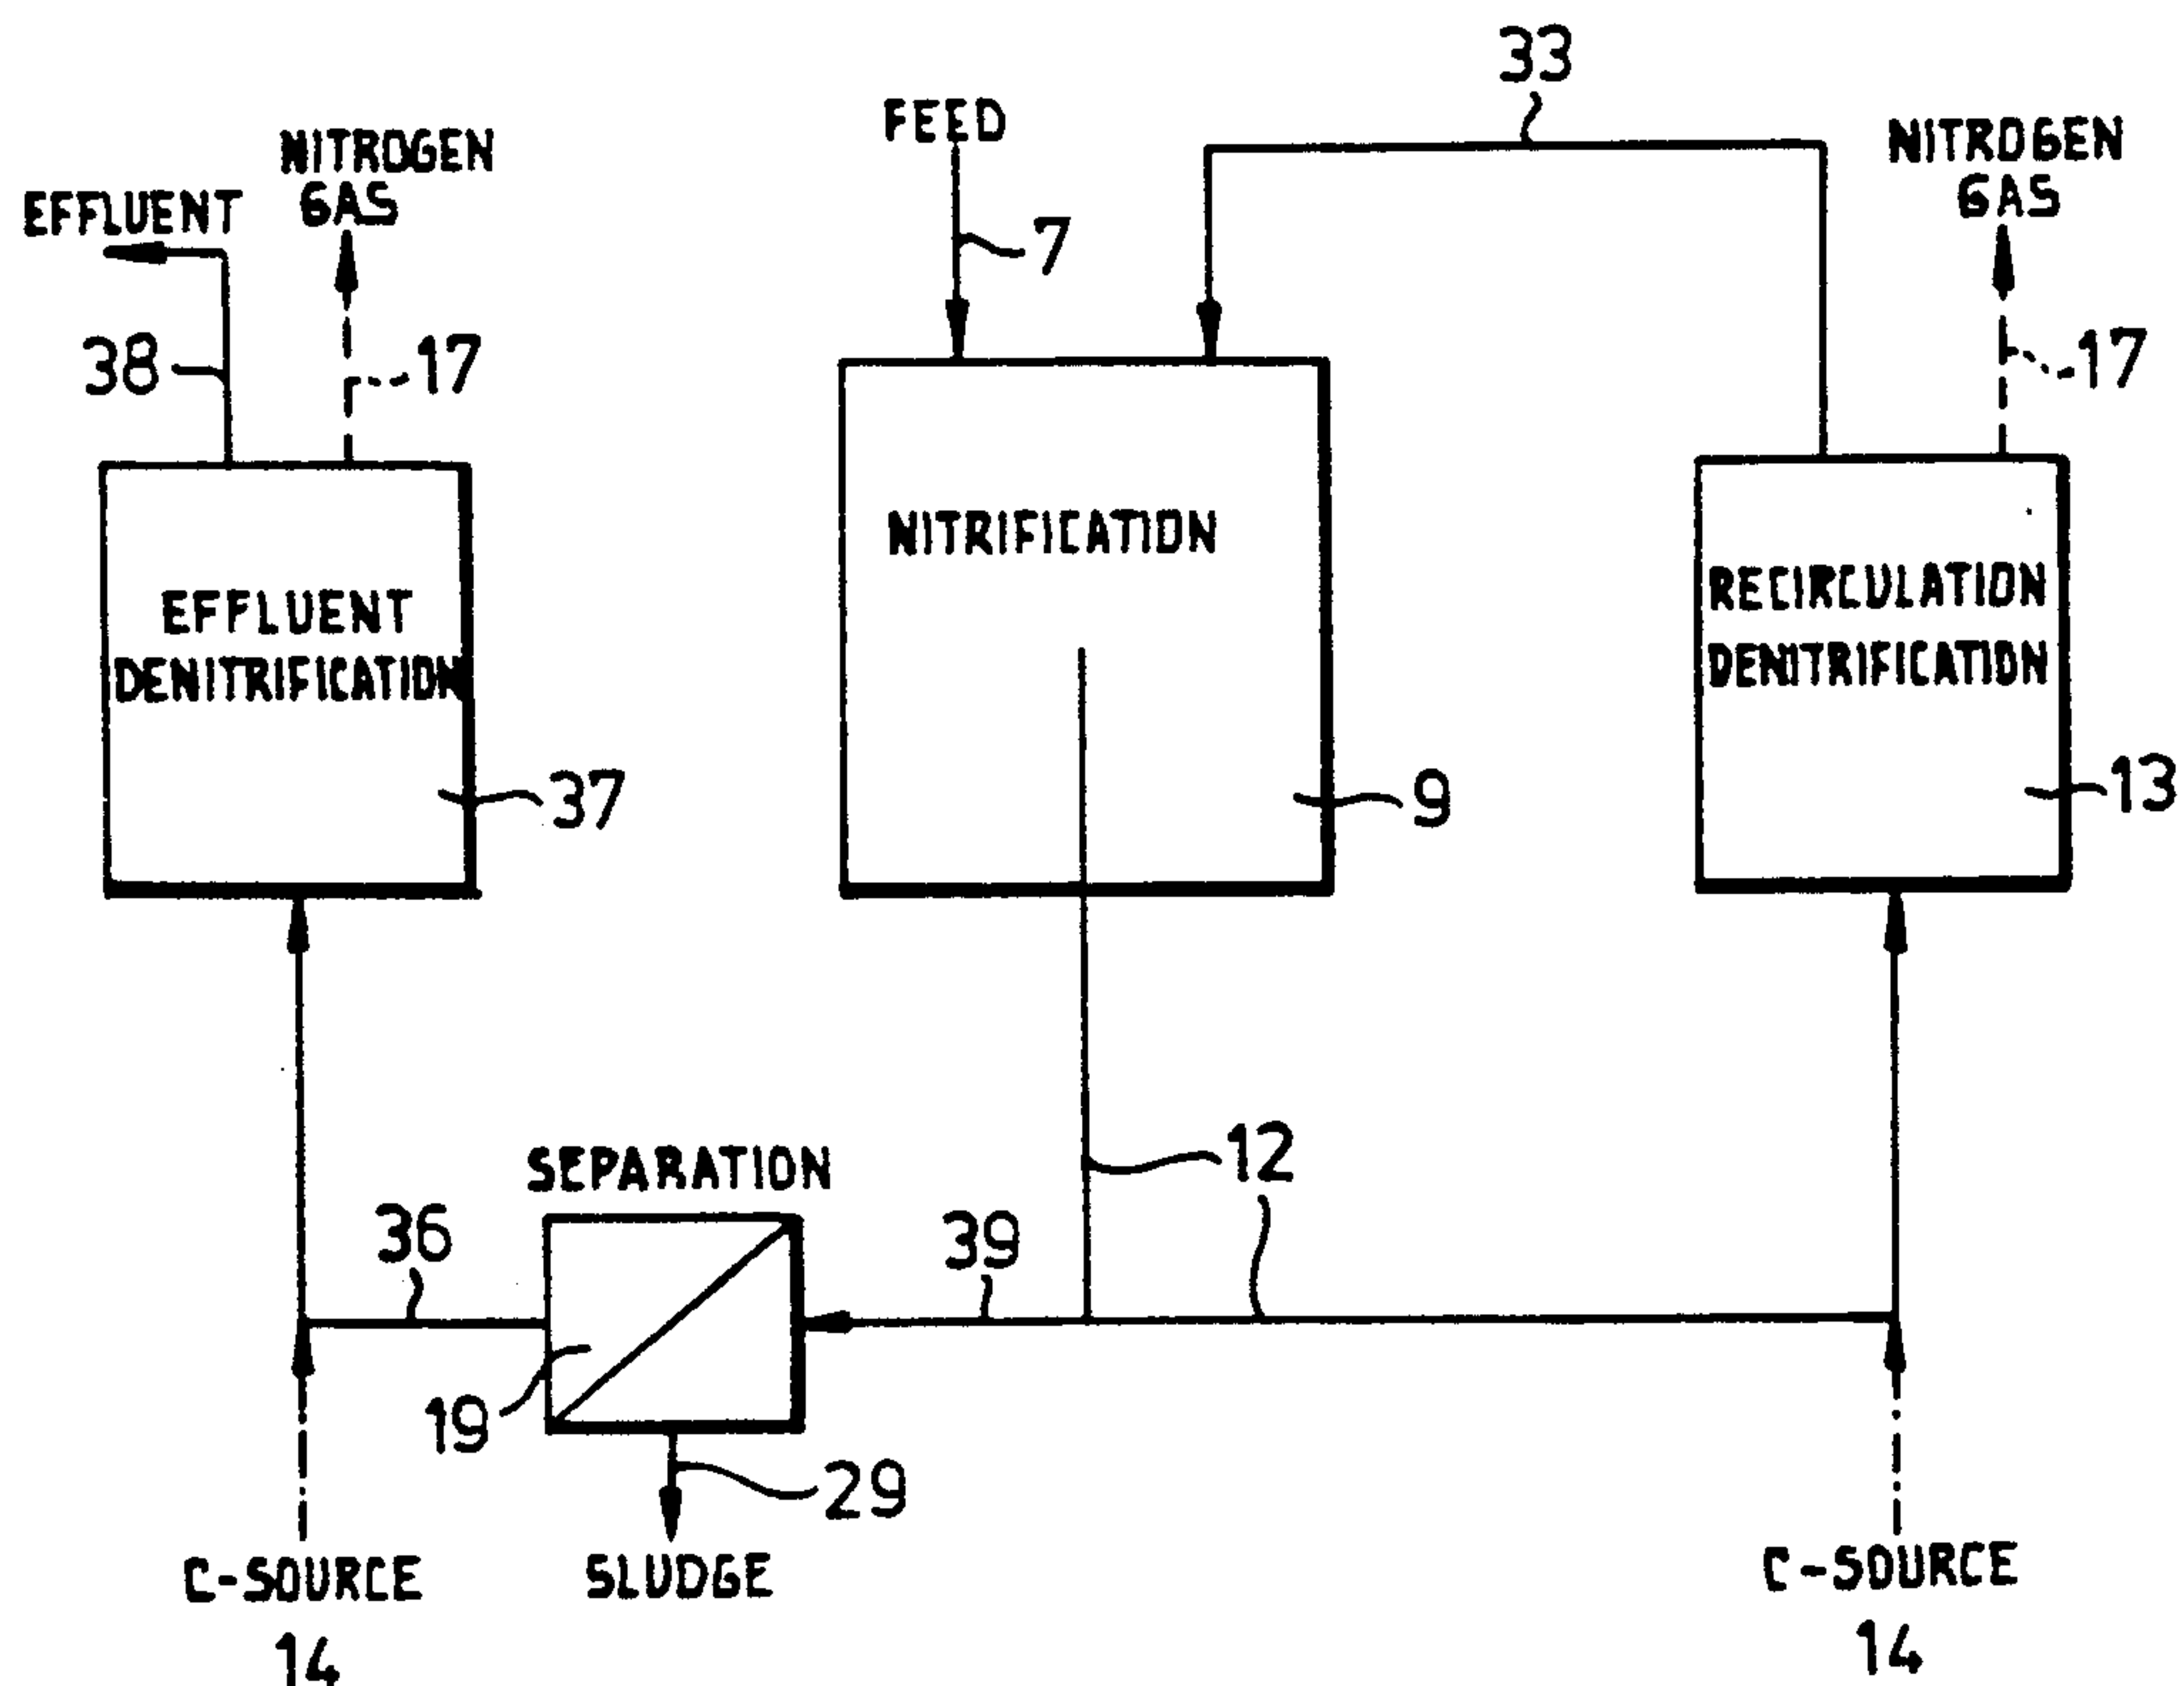 33
FEED
NITROGEN
GAS
NITROGEN
GAS
EFFLUENT
7
38
17
17
NITRIFICATION
EFFLUENT
DENITRIFICATION
RECIRCULATION
DENITRIFICATION
37
9
13
SEPARATION
12
36
39
19
29
C-SOURCE
14
SLUDGE
C-SOURCE
14